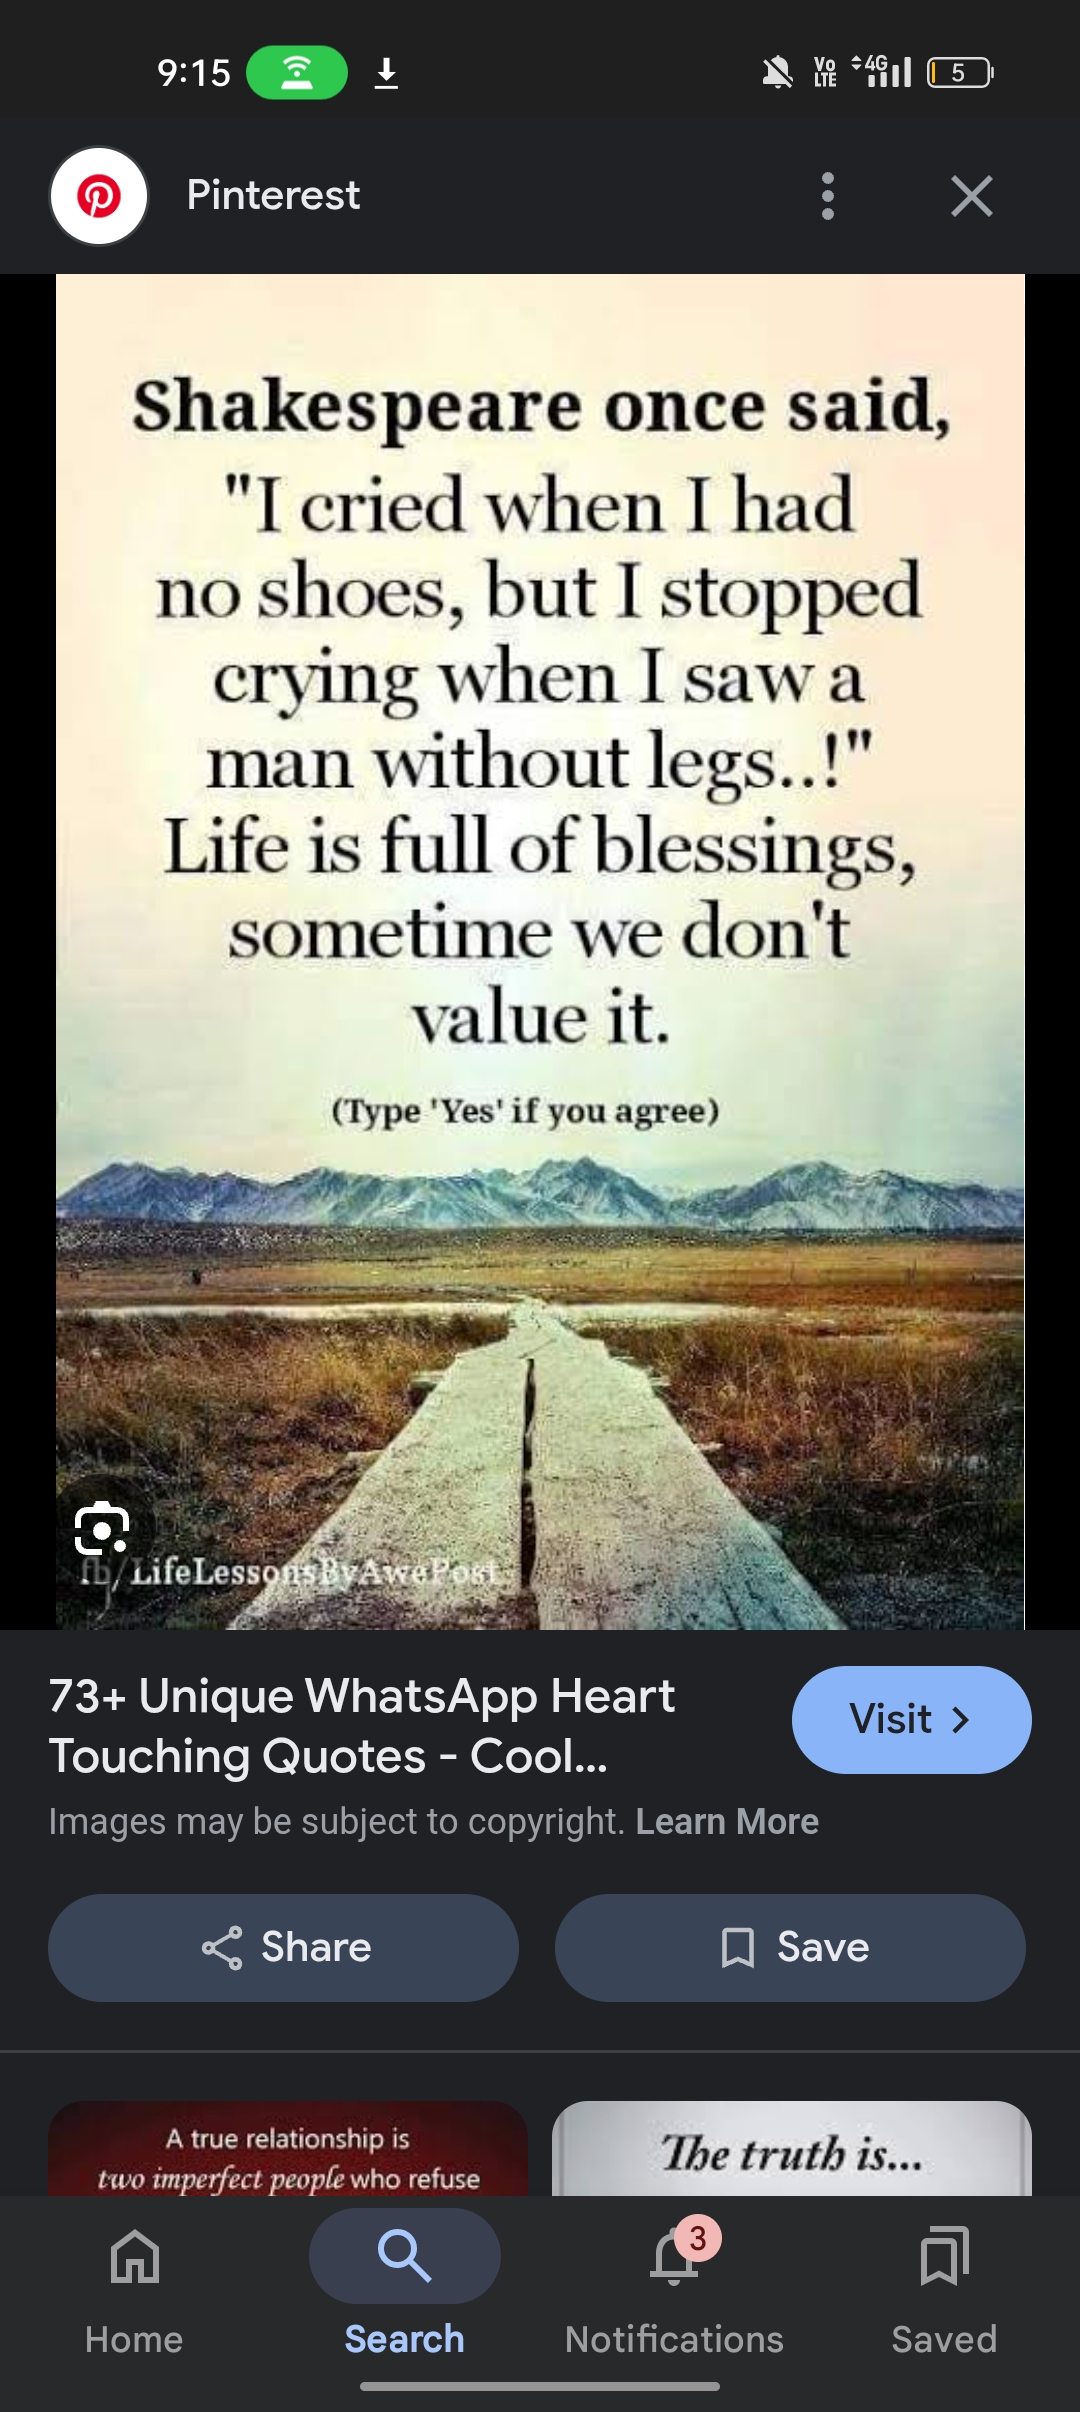 9:15
Vo
LTE
4G
5
Pinterest
Shakespeare once said,
"I cried when I had
no shoes, but I stopped
crying when I saw a
man without legs..!"
Life is full of blessings,
sometime we don't
value it.
(Type 'Yes' if you agree)
fb/LifeLessonsByAwePost
73+ Unique WhatsApp Heart
Touching Quotes - Cool...
Visit
Images may be subject to copyright. Learn More
Share
Save
A true relationship is
two imperfect people who refuse
The truth is...
3
Home
Search
Notifications
Saved